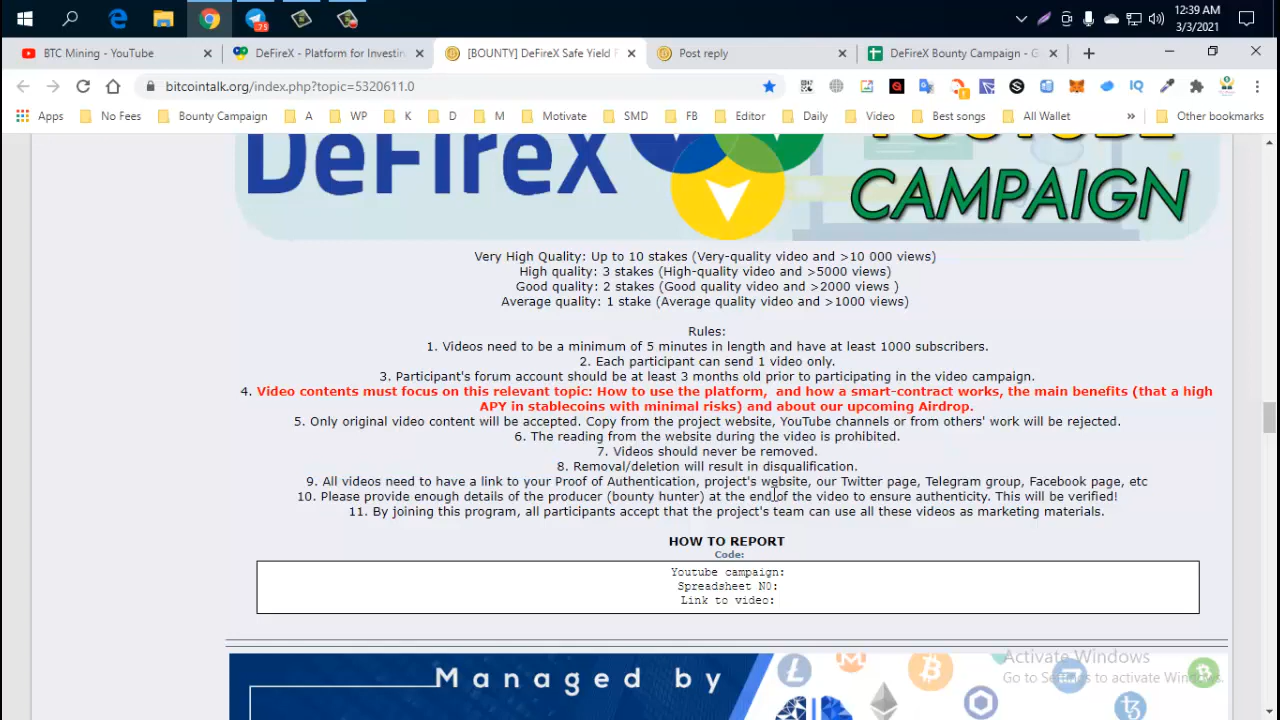 12:39 AM
3/3/2021
75
BTC Mining - YouTube
DeFireX - Platform for Investin
[BOUNTY] DeFireX Safe Yield F
Post reply
DeFireX Bounty Campaign - G
bitcointalk.org/index.php?topic=5320611.0
IQ
Apps
No Fees
Bounty Campaign
A
WP
K
D
M
Motivate
SMD
FB
Editor
Daily
Video
Best songs
All Wallet
»
Other bookmarks
DeFireX
YOUTUBE
CAMPAIGN
Very High Quality: Up to 10 stakes (Very-quality video and >10 000 views)
High quality: 3 stakes (High-quality video and >5000 views)
Good quality: 2 stakes (Good quality video and >2000 views )
Average quality: 1 stake (Average quality video and >1000 views)
Rules:
1. Videos need to be a minimum of 5 minutes in length and have at least 1000 subscribers.
2. Each participant can send 1 video only.
3. Participant's forum account should be at least 3 months old prior to participating in the video campaign.
4. Video contents must focus on this relevant topic: How to use the platform,  and how a smart-contract works, the main benefits (that a high
APY in stablecoins with minimal risks) and about our upcoming Airdrop.
5. Only original video content will be accepted. Copy from the project website, YouTube channels or from others' work will be rejected.
6. The reading from the website during the video is prohibited.
7. Videos should never be removed.
8. Removal/deletion will result in disqualification.
9. All videos need to have a link to your Proof of Authentication, project's website, our Twitter page, Telegram group, Facebook page, etc
10. Please provide enough details of the producer (bounty hunter) at the end of the video to ensure authenticity. This will be verified!
11. By joining this program, all participants accept that the project's team can use all these videos as marketing materials.
HOW TO REPORT
Code:
Youtube campaign:
Spreadsheet N0:
Link to video:
Managed by
Activate Windows
Go to Settings to activate Windows.